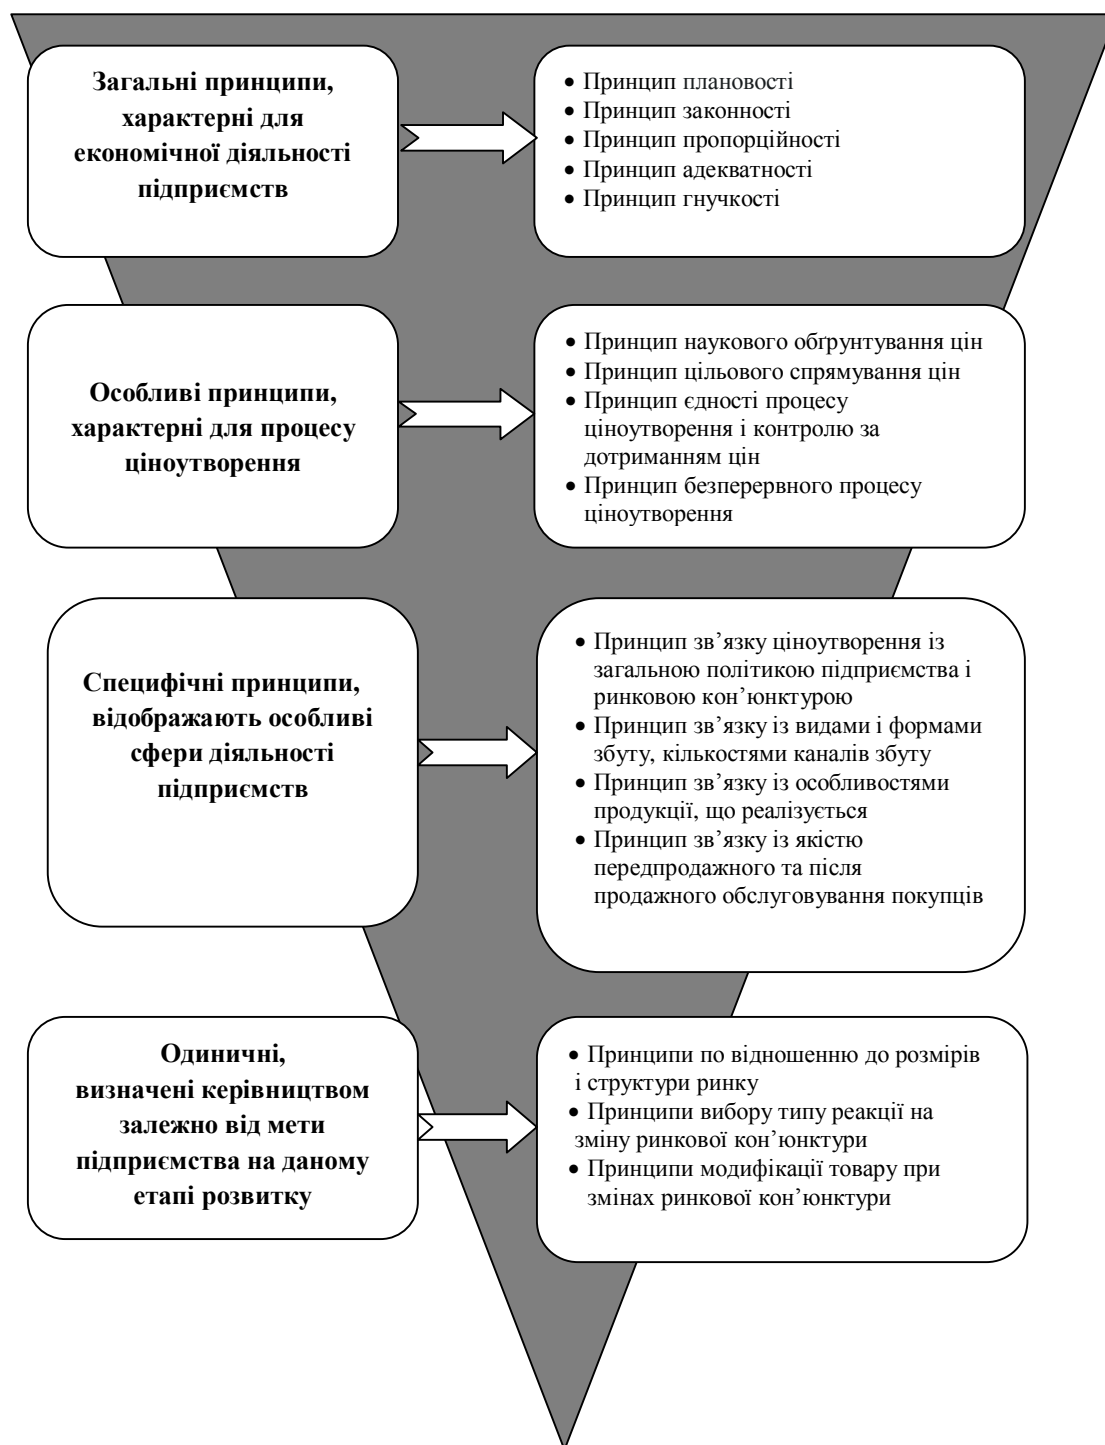 Загальні принципи,
характерні для
економічної діяльності
підприємств
• Принцип плановості
• Принцип законності
• Принцип пропорційності
• Принцип адекватності
• Принцип гнучкості
Особливі принципи,
характерні для процесу
ціноутворення
• Принцип наукового обґрунтування цін
• Принцип цільового спрямування цін
• Принцип єдності процесу
ціноутворення і контролю за
дотриманням цін
• Принцип безперервного процесу
ціноутворення
Специфічні принципи,
відображають особливі
сфери діяльності
підприємств
• Принцип зв’язку ціноутворення із
загальною політикою підприємства і
ринковою кон’юнктурою
• Принцип зв’язку із видами і формами
збуту, кількостями каналів збуту
• Принцип зв’язку із особливостями
продукції, що реалізується
• Принцип зв’язку із якістю
передпродажного та після
продажного обслуговування покупців
Одиничні,
визначені керівництвом
залежно від мети
підприємства на даному
етапі розвитку
• Принципи по відношенню до розмірів
і структури ринку
• Принципи вибору типу реакції на
зміну ринкової кон’юнктури
• Принципи модифікації товару при
змінах ринкової кон’юнктури